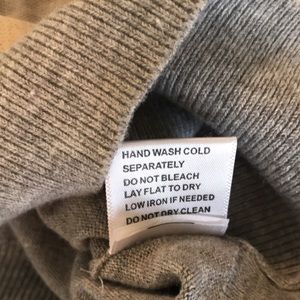 HAND WASH COLD
SEPARATELY
DO NOT BLEACH
LAY FLAT TO DRY
LOW IRON IF NEEDED
DO NOT DRY CLEAN